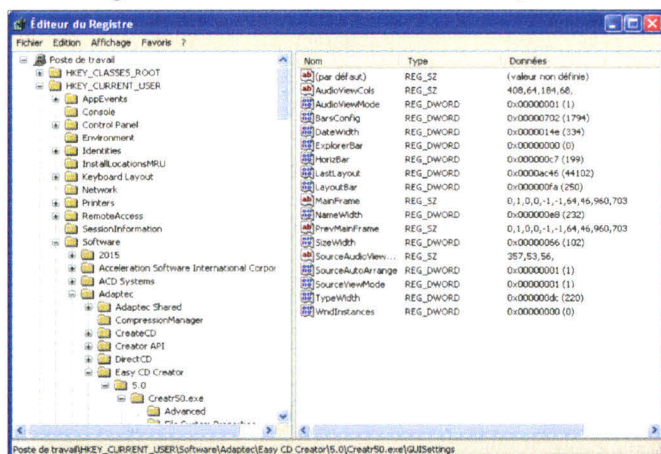 Éditeur du Registre
Fichier Edition Affichage Favoris ?
Poste de travail
HKEY_CLASSES_ROOT
HKEY_CURRENT_USER
AppEvents
Console
Control Panel
Environment
Identities
InstallLocationsMRU
Keyboard Layout
Network
Printers
RemoteAccess
SessionInformation
Software
2015
Acceleration Software International Corpor
ACD Systems
Adaptec
Adaptec Shared
CompressionManager
CreateCD
Creator API
DirectCD
Easy CD Creator
5.0
Creatr50.exe
Advanced
File System Properties
Nom Type Données
(par défaut) REG_SZ (valeur non définie)
AudioViewCols REG_SZ 408,64,184,68,
AudioViewMode REG_DWORD 0x00000001 (1)
BarsConfig REG_DWORD 0x00000702 (1794)
DateWidth REG_DWORD 0x0000014e (334)
ExplorerBar REG_DWORD 0x00000000 (0)
HorizBar REG_DWORD 0x000000c7 (199)
LastLayout REG_DWORD 0x0000ac46 (44102)
LayoutBar REG_DWORD 0x000000fa (250)
MainFrame REG_SZ 0,1,0,0,-1,-1,64,46,960,703
NameWidth REG_DWORD 0x000000e8 (232)
PrevMainFrame REG_SZ 0,1,0,0,-1,-1,64,46,960,703
SizeWidth REG_DWORD 0x00000066 (102)
SourceAudioView... REG_SZ 357,53,56,
SourceAutoArrange REG_DWORD 0x00000001 (1)
SourceViewMode REG_DWORD 0x00000001 (1)
TypeWidth REG_DWORD 0x000000dc (220)
WndInstances REG_DWORD 0x00000000 (0)
Poste de travail\HKEY_CURRENT_USER\Software\Adaptec\Easy CD Creator\5.0\Creatr50.exe\GUISettings